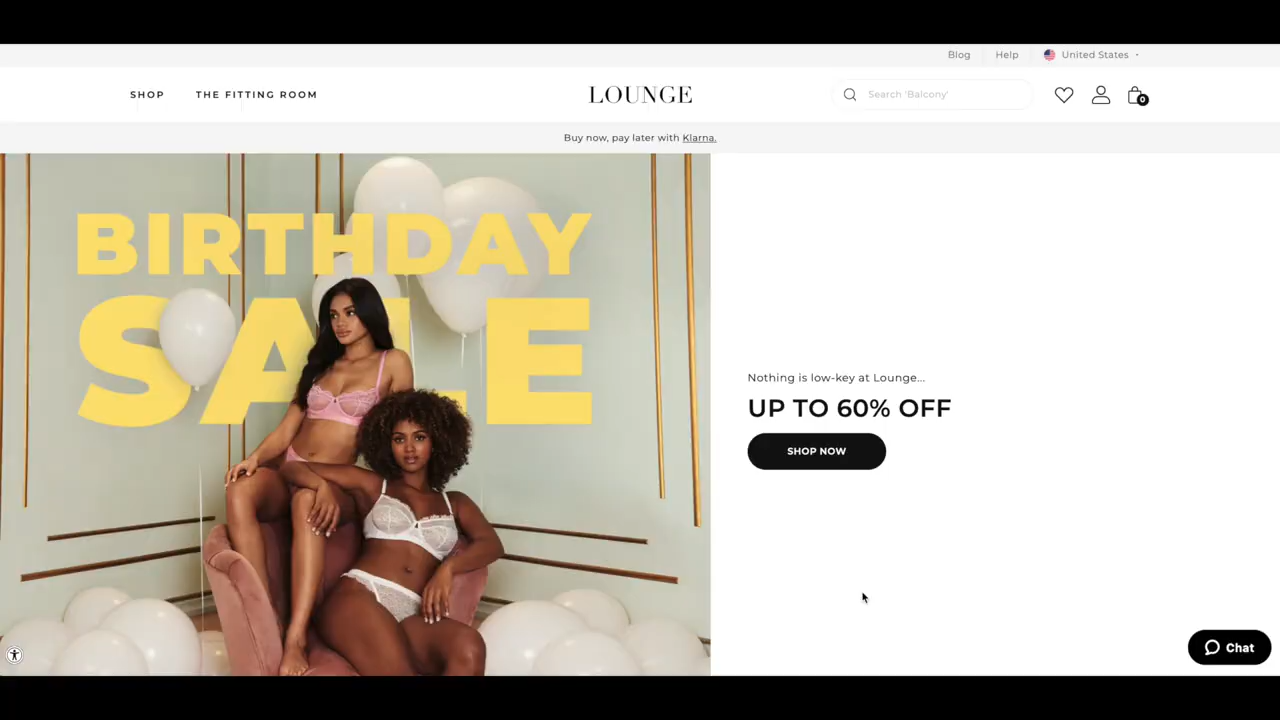 Blog
Help
United States
SHOP
THE FITTING ROOM
LOUNGE
Search 'Balcony'
0
Buy now, pay later with Klarna.
BIRTHDAY
SALE
Nothing is low-key at Lounge...
UP TO 60% OFF
SHOP NOW
Chat